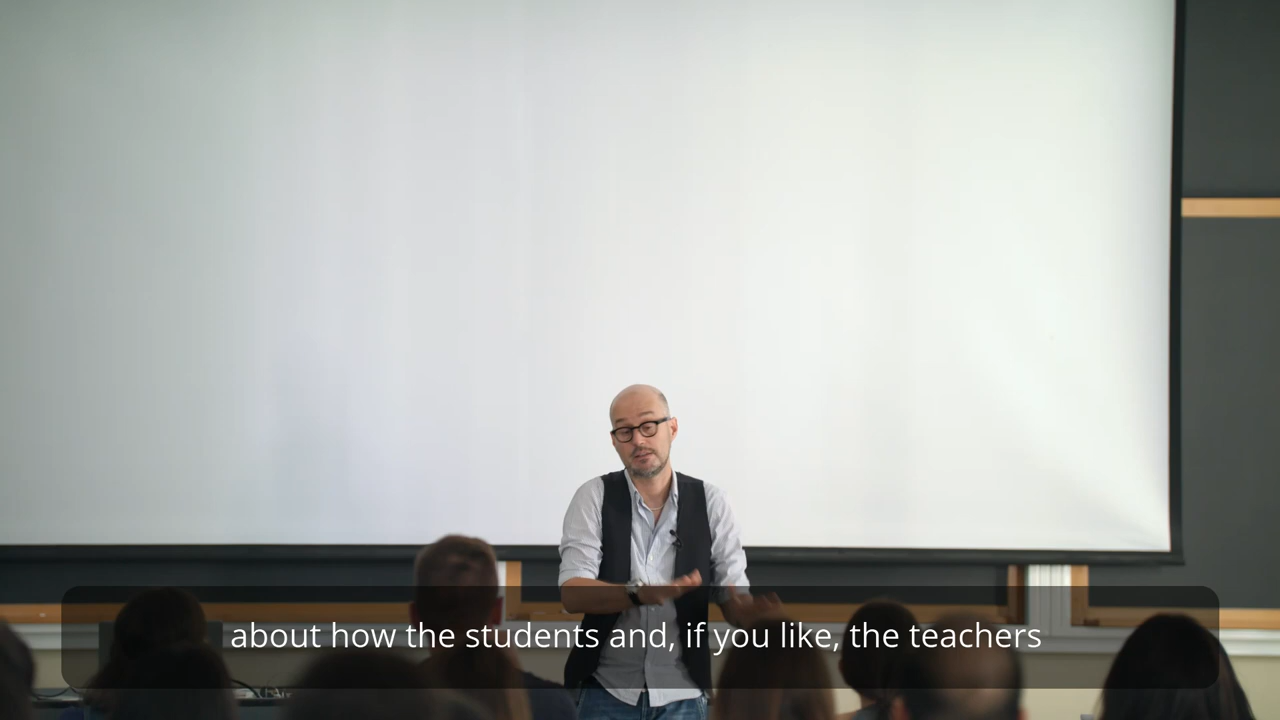 about how the students and, if you like, the teachers